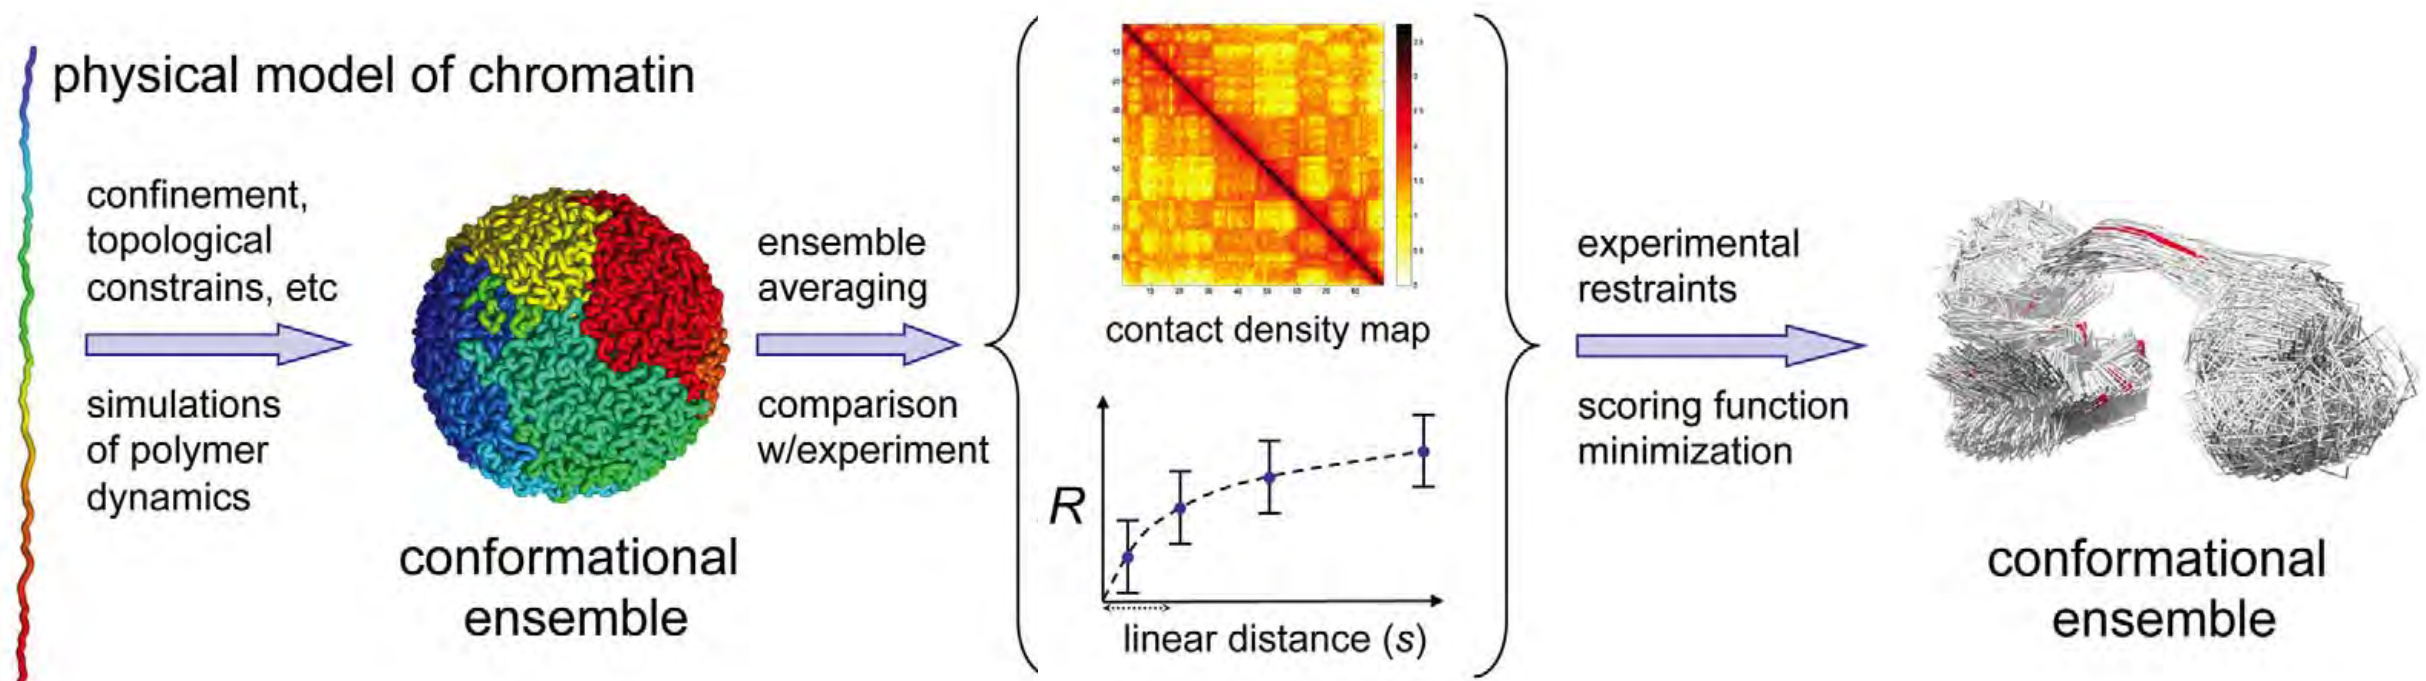 physical model of chromatin
confinement,
topological
constrains, etc
simulations
of polymer
dynamics
conformational
ensemble
ensemble
averaging
comparison
w/experiment
contact density map
R
linear distance (s)
experimental
restraints
scoring function
minimization
conformational
ensemble